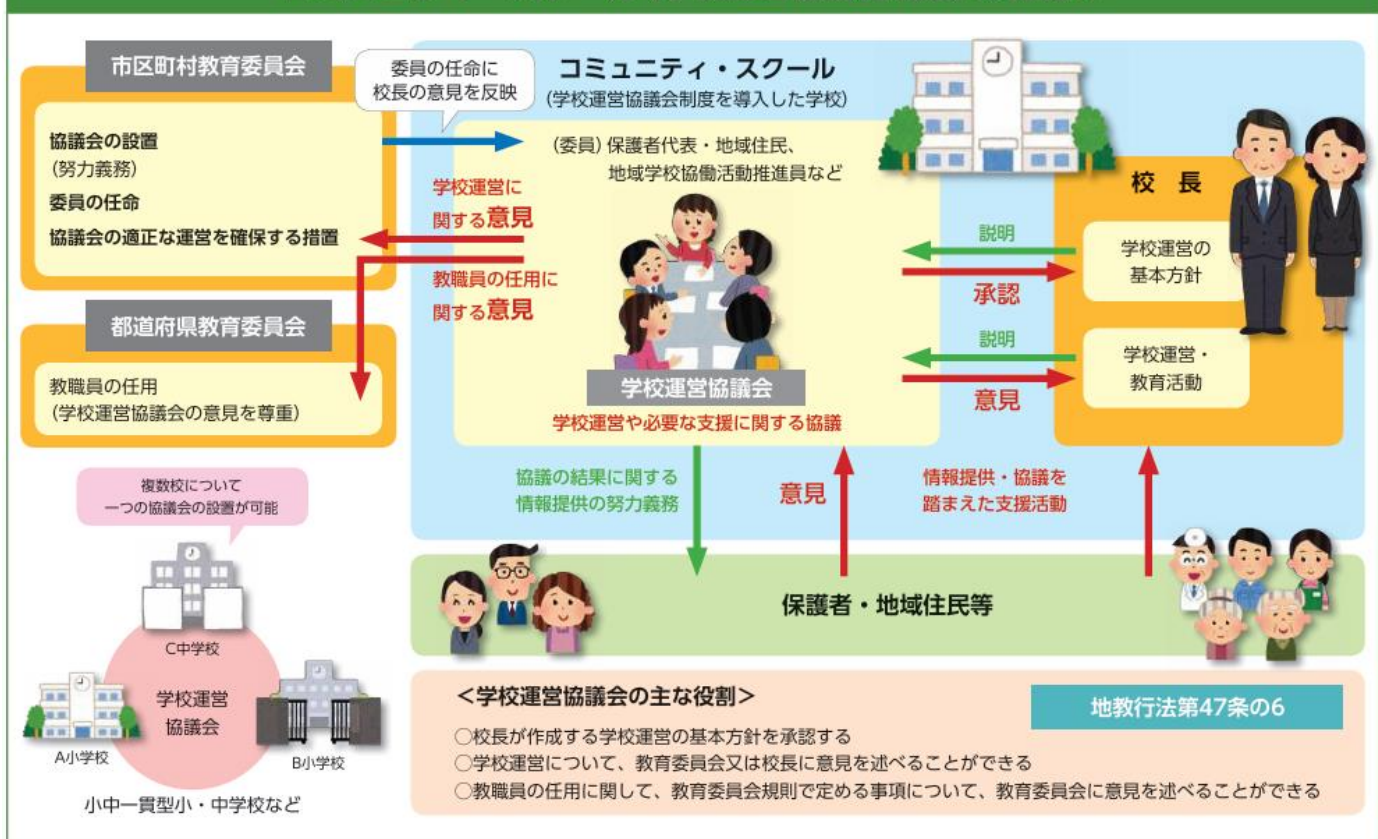 市区町村教育委員会
協議会の設置
(努力義務)
委員の任命
協議会の適正な運営を確保する措置
委員の任命に
校長の意見を反映
コミュニティ・スクール
(学校運営協議会制度を導入した学校)
(委員) 保護者代表・地域住民、
地域学校協働活動推進員など
学校運営に
関する意見
教職員の任用に
関する意見
都道府県教育委員会
教職員の任用
(学校運営協議会の意見を尊重)
学校運営協議会
学校運営や必要な支援に関する協議
説明
承認
説明
意見
校長
学校運営の
基本方針
学校運営・
教育活動
協議の結果に関する
情報提供の努力義務
意見
情報提供・協議を
踏まえた支援活動
保護者・地域住民等
複数校について
一つの協議会の設置が可能
C中学校
学校運営
協議会
A小学校
B小学校
小中一貫型小・中学校など
<学校運営協議会の主な役割>
地教行法第47条の6
○校長が作成する学校運営の基本方針を承認する
○学校運営について、教育委員会又は校長に意見を述べることができる
○教職員の任用に関して、教育委員会規則で定める事項について、教育委員会に意見を述べることができる